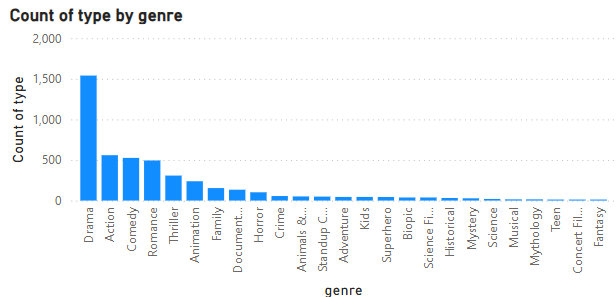 Count of type by genre
2,000
1,500
1,000
500
0
Count of type
Drama
Action
Comedy
Romance
Thriller
Animation
Family
Document...
Horror
Crime
Animals &...
Standup C...
Adventure
Kids
Superhero
Biopic
Science Fi...
Historical
Mystery
Science
Musical
Mythology
Teen
Concert Fil...
Fantasy
genre